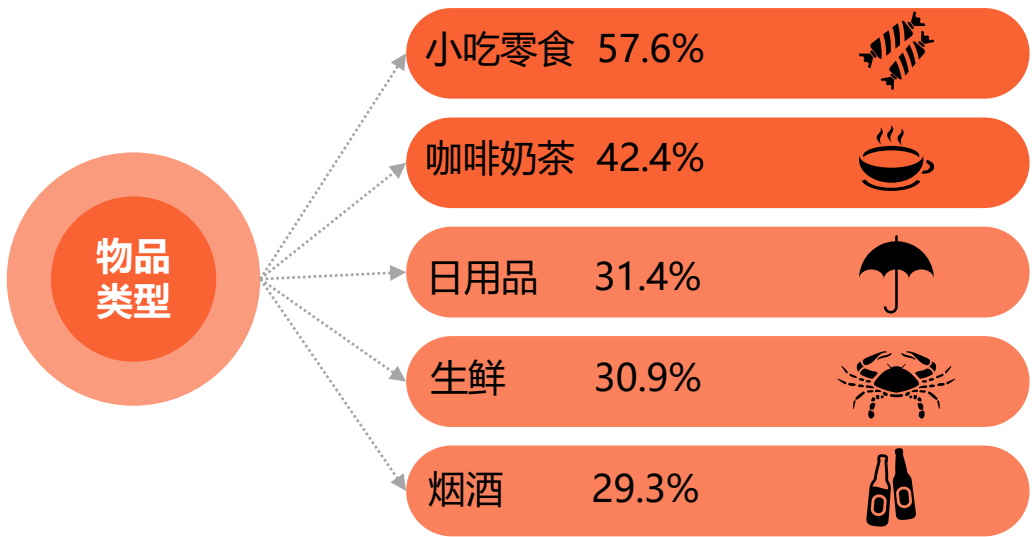 小吃零食 57.6%
咖啡奶茶 42.4%
物品
类型
日用品 31.4%
生鲜 30.9%
烟酒 29.3%